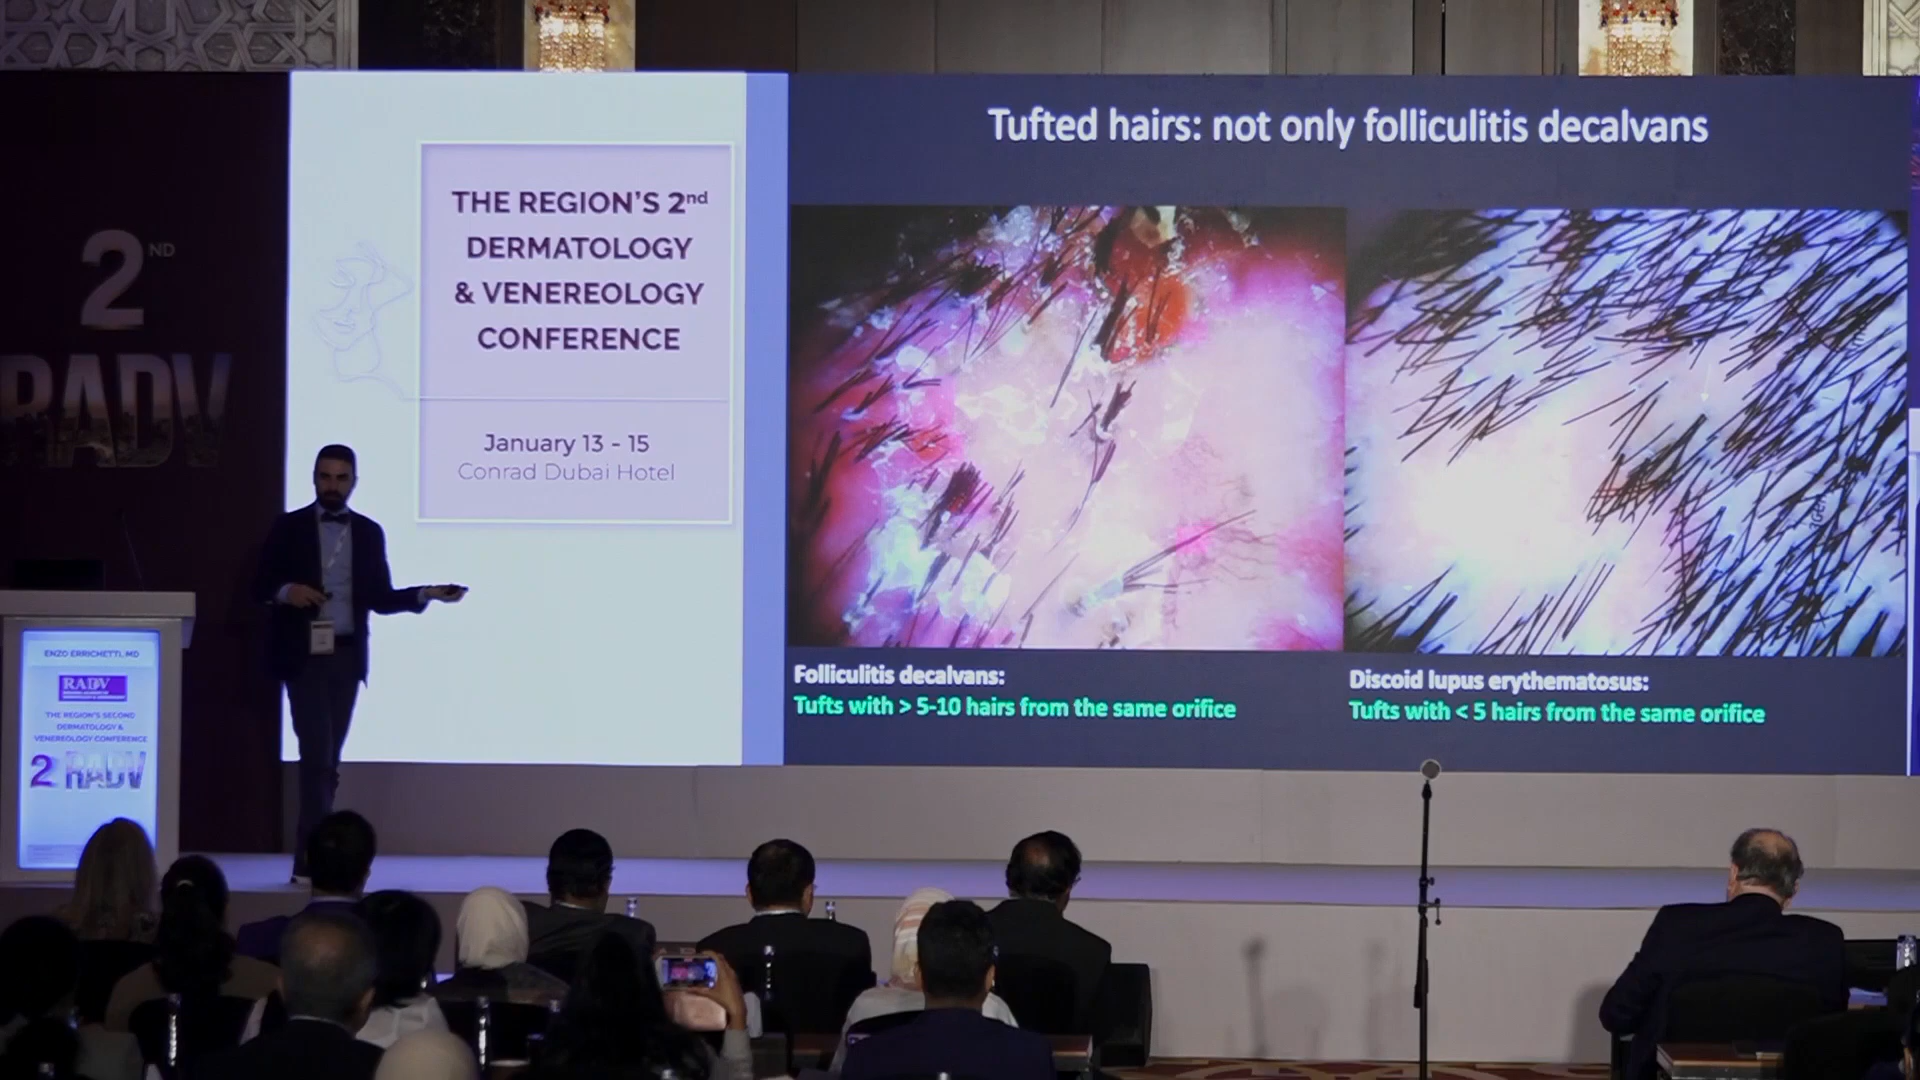 2ND
RADV
THE REGION'S 2nd
DERMATOLOGY
& VENEREOLOGY
CONFERENCE
January 13 - 15
Conrad Dubai Hotel
Tufted hairs: not only folliculitis decalvans
3Gen
Folliculitis decalvans:
Tufts with > 5-10 hairs from the same orifice
Discoid lupus erythematosus:
Tufts with < 5 hairs from the same orifice
ENZO ERRICHETTI, MD
RADV
THE REGION'S SECOND
DERMATOLOGY &
VENEREOLOGY CONFERENCE
2 RADV